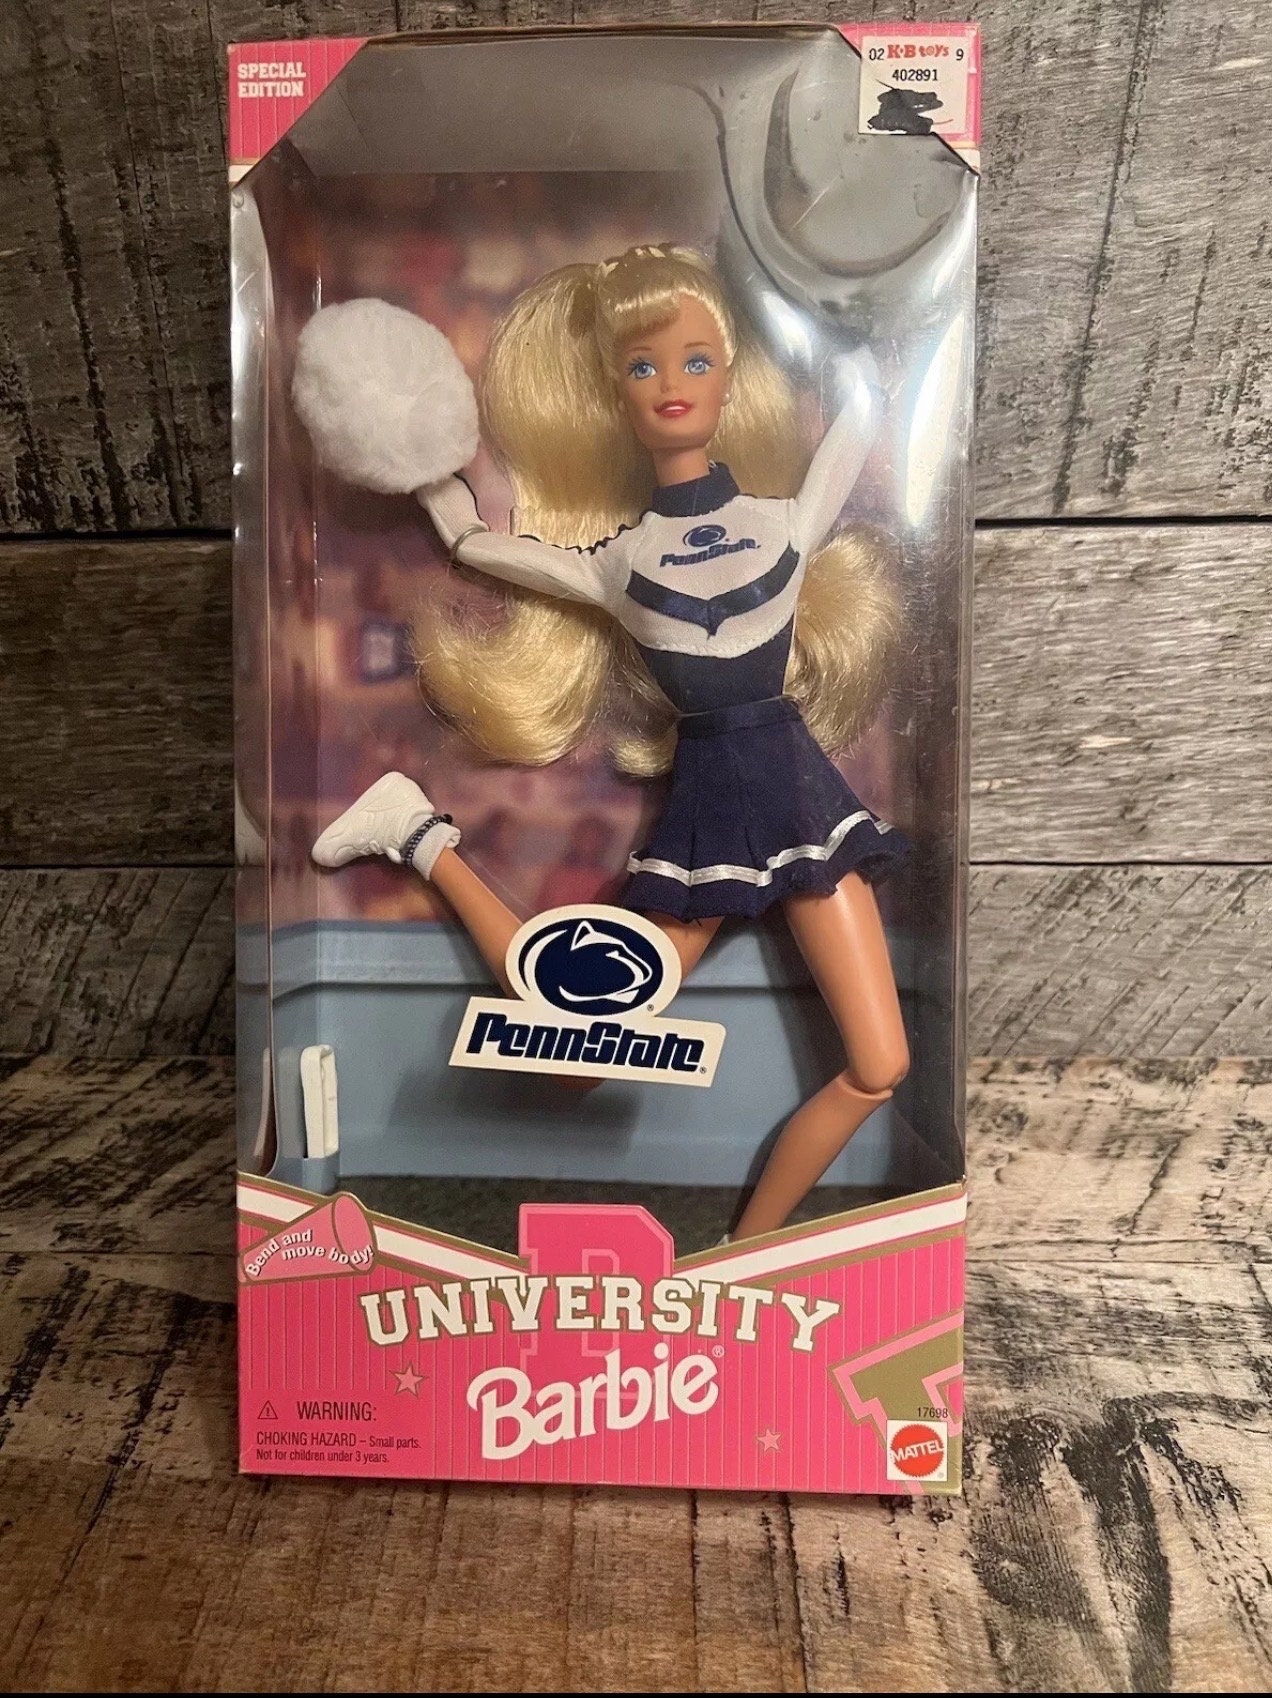 SPECIAL
EDITION
02 K·B toys 9
402891
PennState®
PennState®
Bend and
move body!
B
UNIVERSITY
Barbie®
⚠ WARNING:
CHOKING HAZARD – Small parts.
Not for children under 3 years.
17698
MATTEL